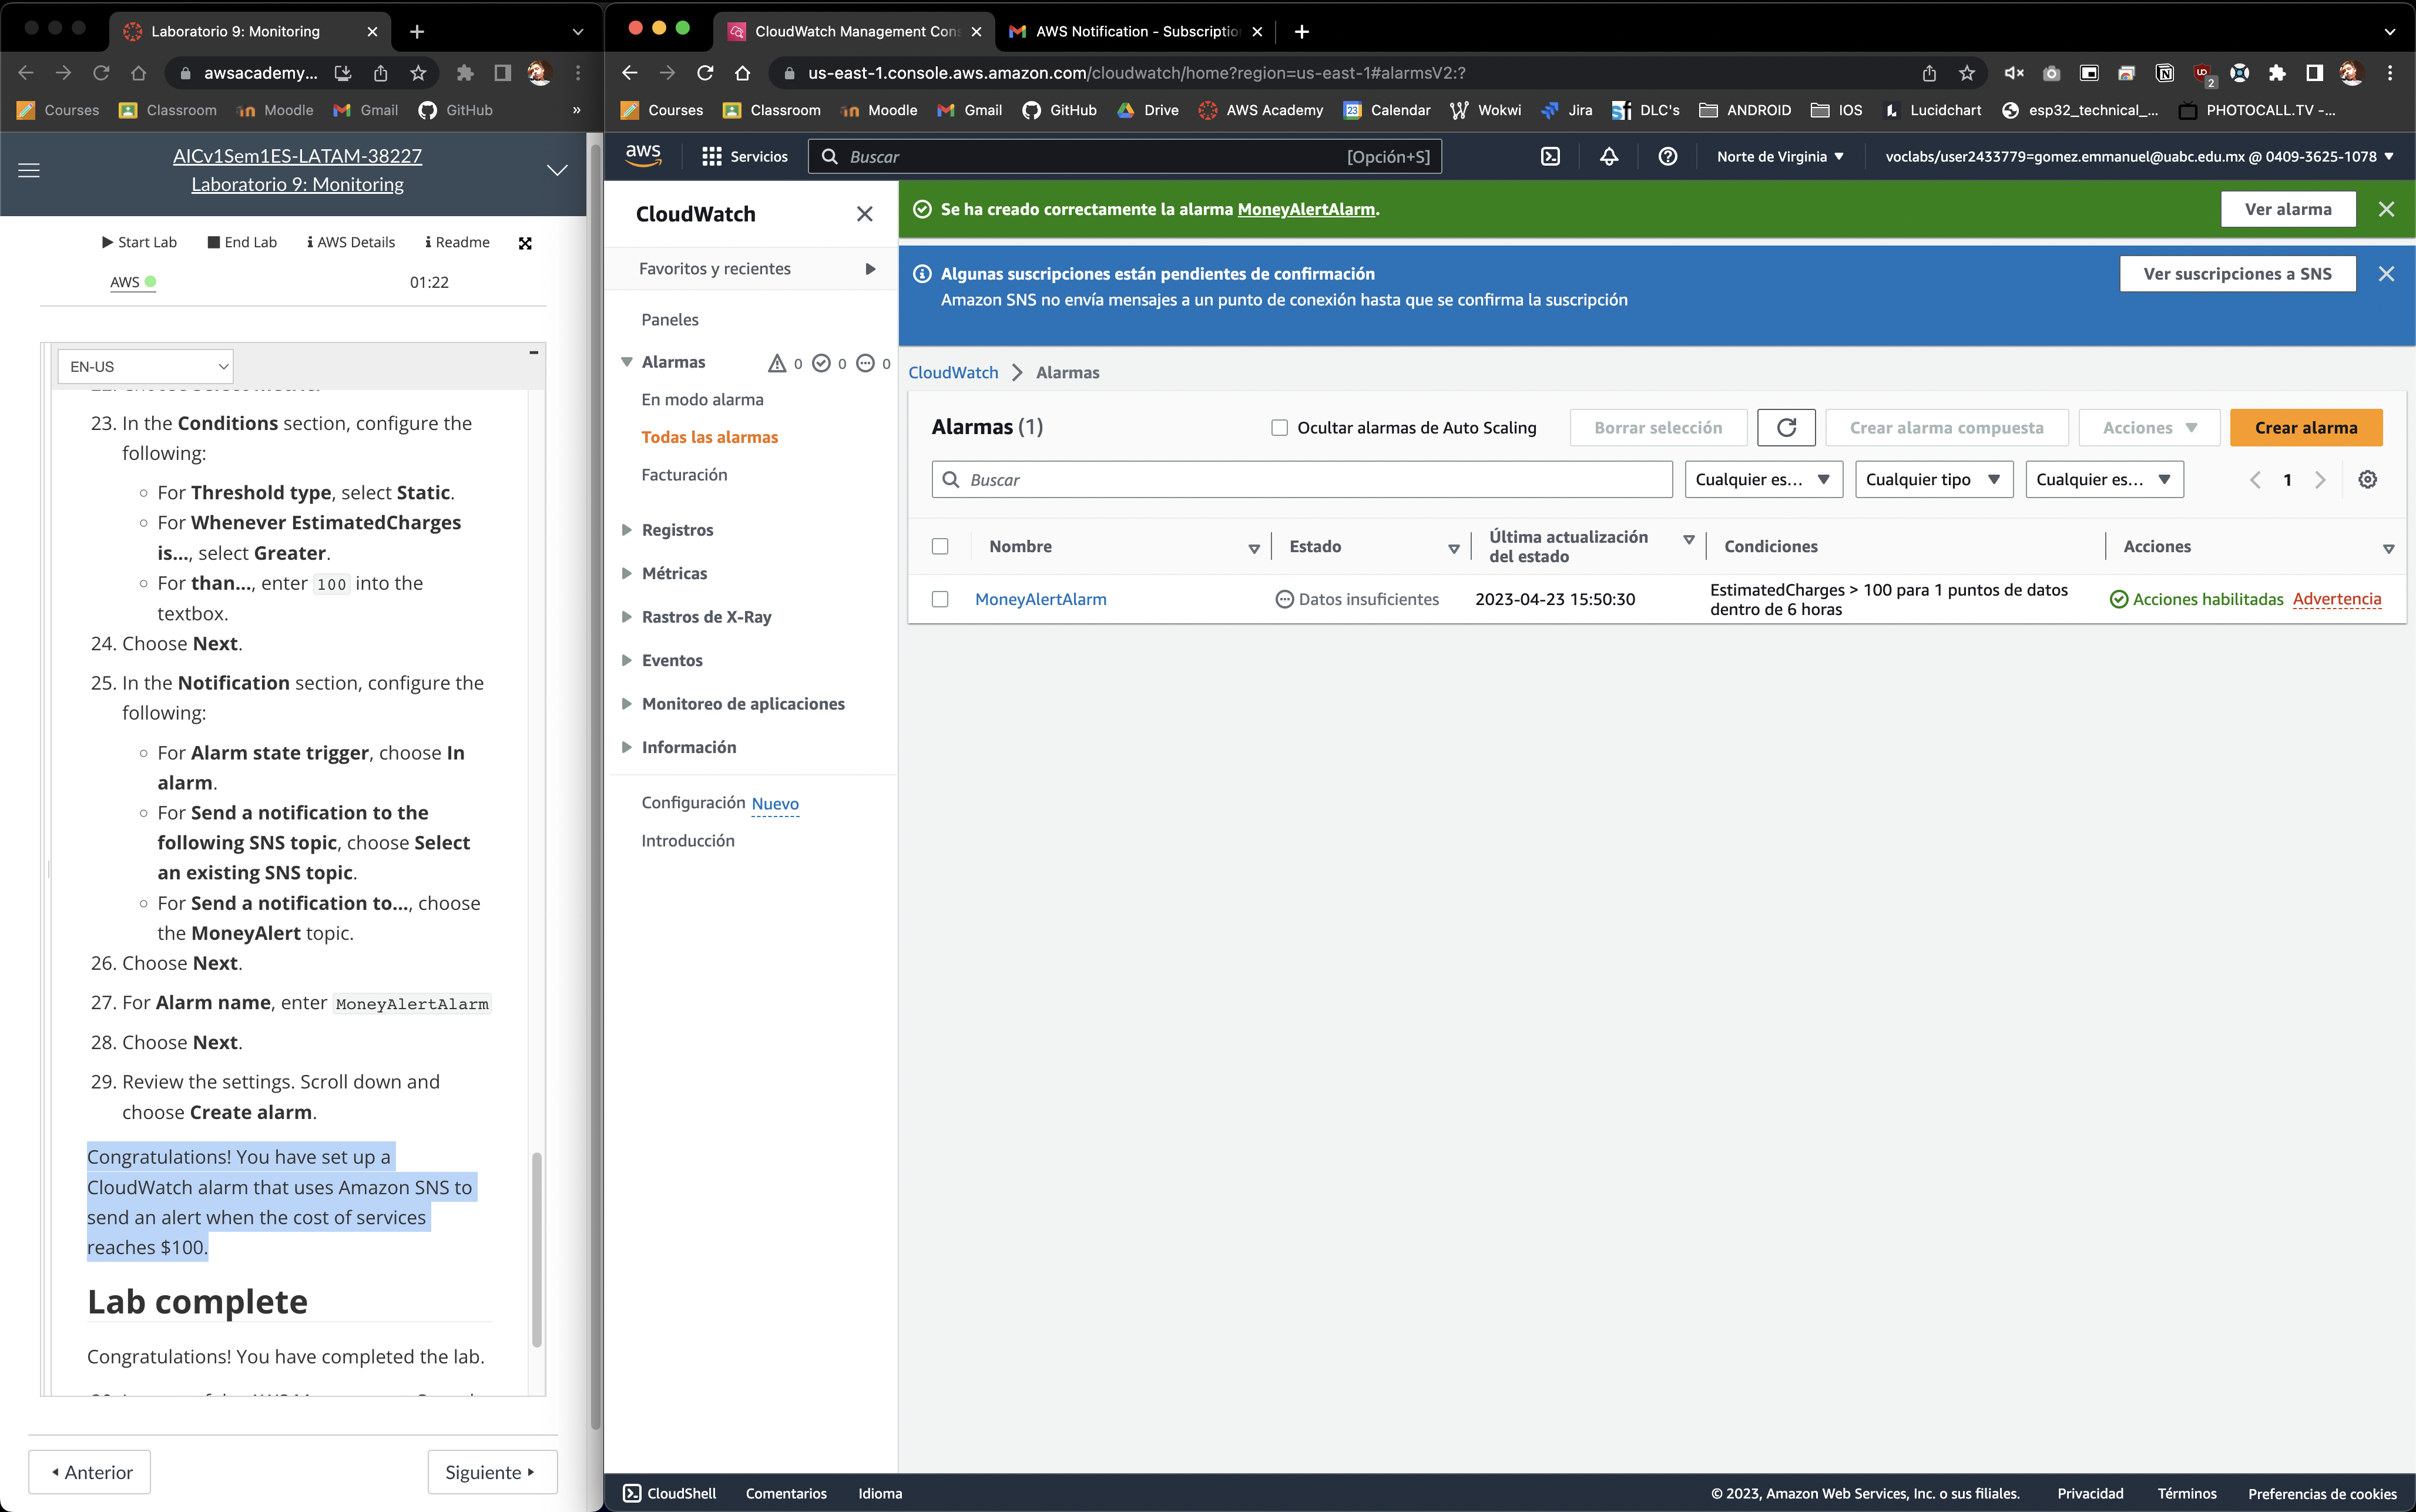 Laboratorio 9: Monitoring
awsacademy...
Courses
Classroom
Moodle
Gmail
GitHub
»
AICv1Sem1ES-LATAM-38227
Laboratorio 9: Monitoring
Start Lab
End Lab
AWS Details
Readme
AWS
01:22
EN-US
23. In the Conditions section, configure the
following:
For Threshold type, select Static.
For Whenever EstimatedCharges
is..., select Greater.
For than..., enter 100 into the
textbox.
24. Choose Next.
25. In the Notification section, configure the
following:
For Alarm state trigger, choose In
alarm.
For Send a notification to the
following SNS topic, choose Select
an existing SNS topic.
For Send a notification to..., choose
the MoneyAlert topic.
26. Choose Next.
27. For Alarm name, enter MoneyAlertAlarm
28. Choose Next.
29. Review the settings. Scroll down and
choose Create alarm.
Congratulations! You have set up a
CloudWatch alarm that uses Amazon SNS to
send an alert when the cost of services
reaches $100.
Lab complete
Congratulations! You have completed the lab.
Anterior
Siguiente
CloudWatch Management Cons
AWS Notification - Subscriptio
us-east-1.console.aws.amazon.com/cloudwatch/home?region=us-east-1#alarmsV2:?
2
Courses
Classroom
Moodle
Gmail
GitHub
Drive
AWS Academy
23
Calendar
Wokwi
Jira
DLC's
ANDROID
IOS
Lucidchart
esp32_technical_...
PHOTOCALL.TV -...
aws
Servicios
Buscar
[Opción+S]
Norte de Virginia
voclabs/user2433779=gomez.emmanuel@uabc.edu.mx @ 0409-3625-1078
CloudWatch
Favoritos y recientes
Paneles
Alarmas
0
0
0
En modo alarma
Todas las alarmas
Facturación
Registros
Métricas
Rastros de X-Ray
Eventos
Monitoreo de aplicaciones
Información
Configuración Nuevo
Introducción
Se ha creado correctamente la alarma MoneyAlertAlarm.
Ver alarma
Algunas suscripciones están pendientes de confirmación
Amazon SNS no envía mensajes a un punto de conexión hasta que se confirma la suscripción
Ver suscripciones a SNS
CloudWatch
Alarmas
Alarmas (1)
Ocultar alarmas de Auto Scaling
Borrar selección
Crear alarma compuesta
Acciones
Crear alarma
Buscar
Cualquier es...
Cualquier tipo
Cualquier es...
1
Nombre
Estado
Última actualización
del estado
Condiciones
Acciones
MoneyAlertAlarm
Datos insuficientes
2023-04-23 15:50:30
EstimatedCharges > 100 para 1 puntos de datos
dentro de 6 horas
Acciones habilitadas
Advertencia
CloudShell
Comentarios
Idioma
© 2023, Amazon Web Services, Inc. o sus filiales.
Privacidad
Términos
Preferencias de cookies